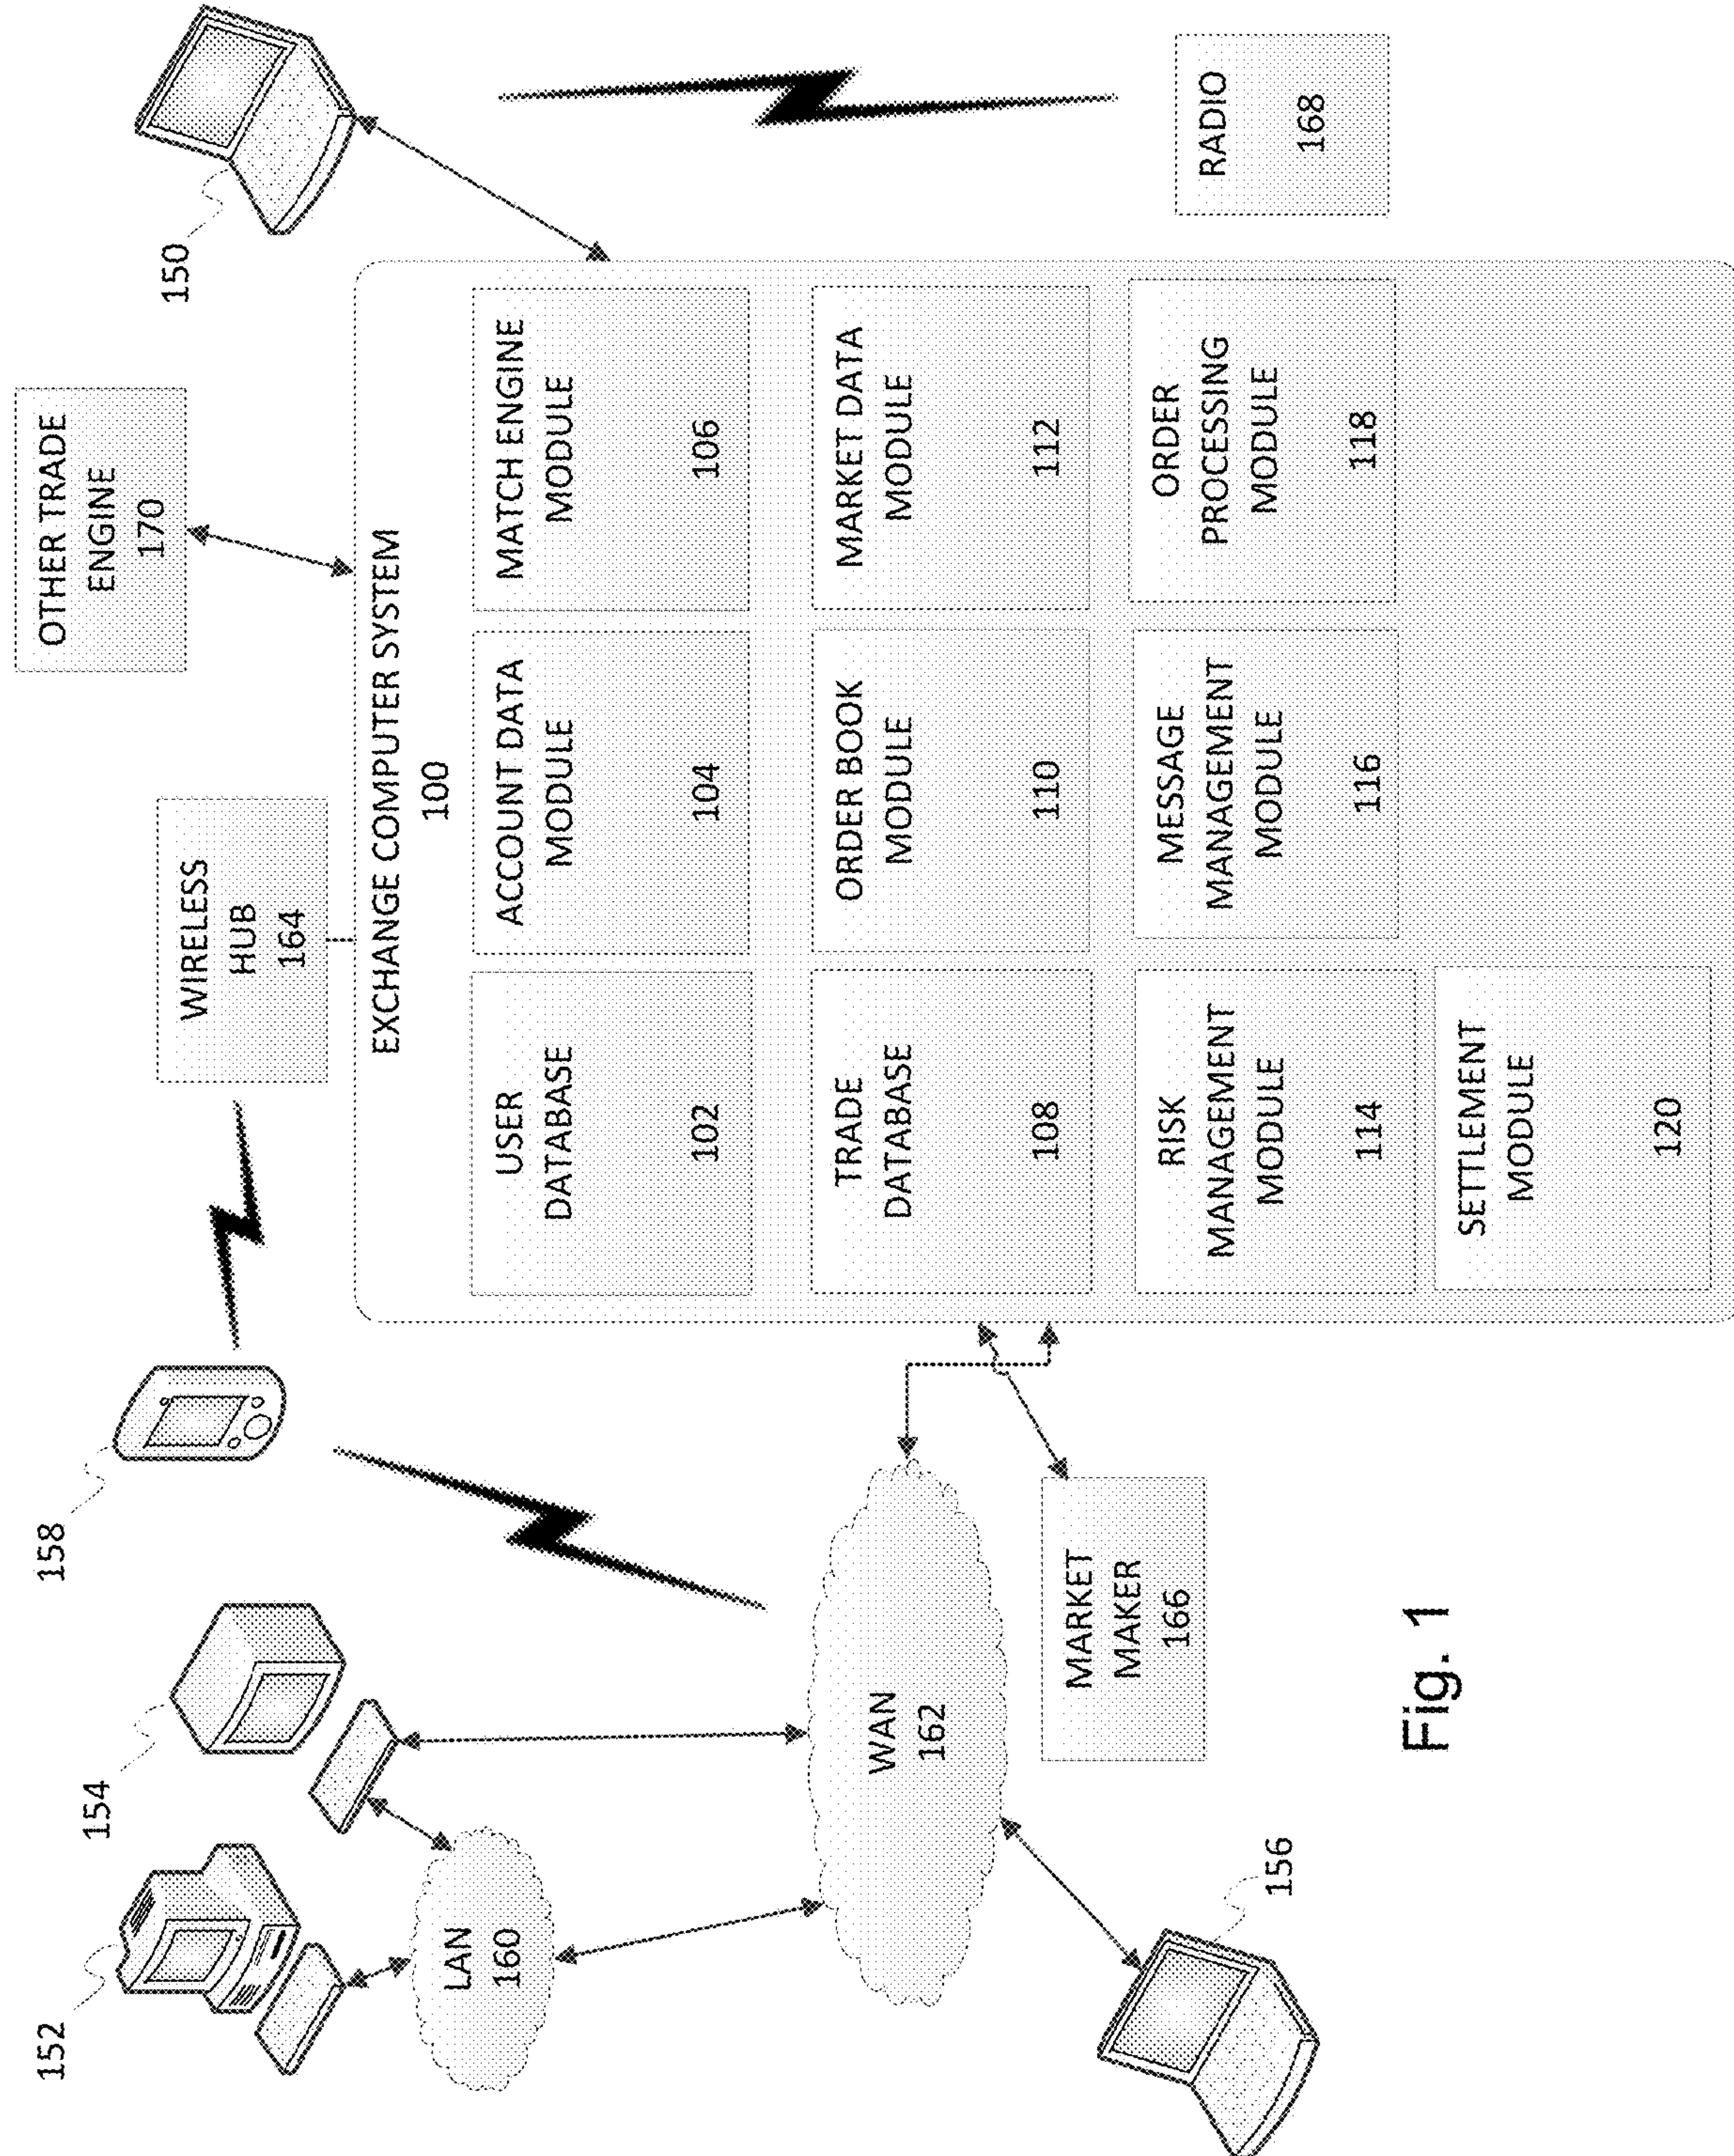 152
154
158
WIRELESS
HUB
164
OTHER TRADE
ENGINE
170
150
LAN
160
WAN
162
156
MARKET
MAKER
166
EXCHANGE COMPUTER SYSTEM
100
USER
DATABASE
102
ACCOUNT DATA
MODULE
104
MATCH ENGINE
MODULE
106
TRADE
DATABASE
108
ORDER BOOK
MODULE
110
MARKET DATA
MODULE
112
RISK
MANAGEMENT
MODULE
114
MESSAGE
MANAGEMENT
MODULE
116
ORDER
PROCESSING
MODULE
118
SETTLEMENT
MODULE
120
RADIO
168
Fig. 1